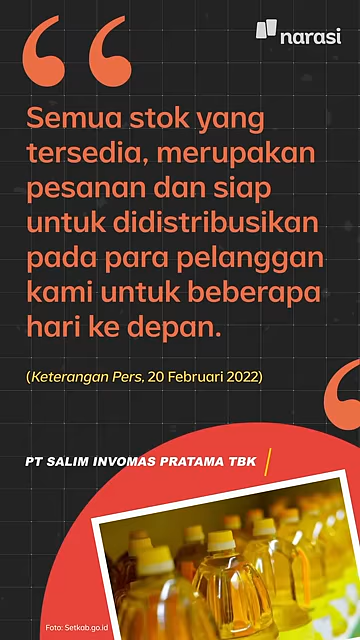 narasi
Semua stok yang
tersedia, merupakan
pesanan dan siap
untuk didistribusikan
pada para pelanggan
kami untuk beberapa
hari ke depan.
(Keterangan Pers, 20 Februari 2022)
PT SALIM INVOMAS PRATAMA TBK
Foto: Setkab.go.id